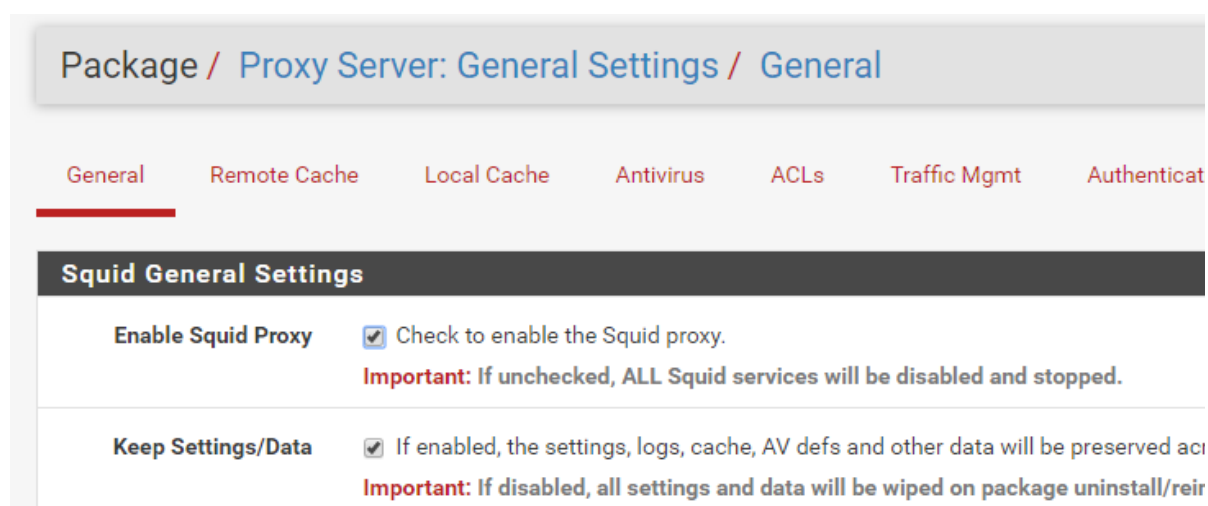 Package / Proxy Server: General Settings / General
General Remote Cache Local Cache Antivirus ACLs Traffic Mgmt Authenticat
Squid General Settings
Enable Squid Proxy Check to enable the Squid proxy.
Important: If unchecked, ALL Squid services will be disabled and stopped.
Keep Settings/Data If enabled, the settings, logs, cache, AV defs and other data will be preserved acr
Important: If disabled, all settings and data will be wiped on package uninstall/rein